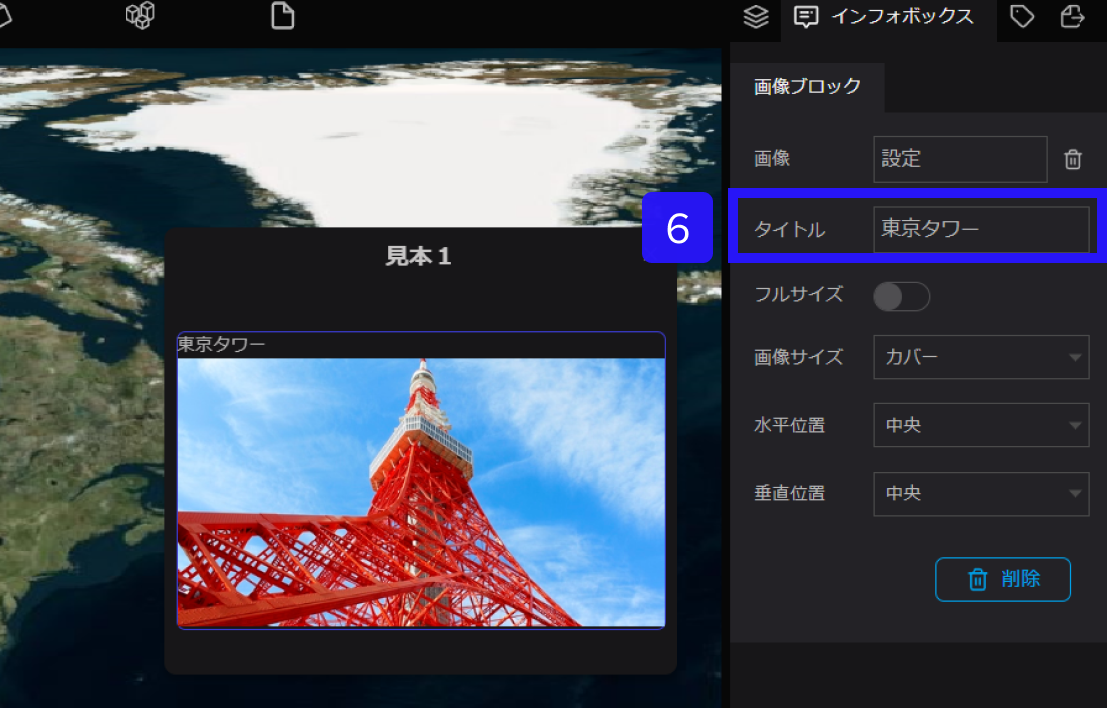 インフォボックス
画像ブロック
画像
設定
6
タイトル
東京タワー
見本1
フルサイズ
東京タワー
画像サイズ
カバー
水平位置
中央
垂直位置
中央
削除